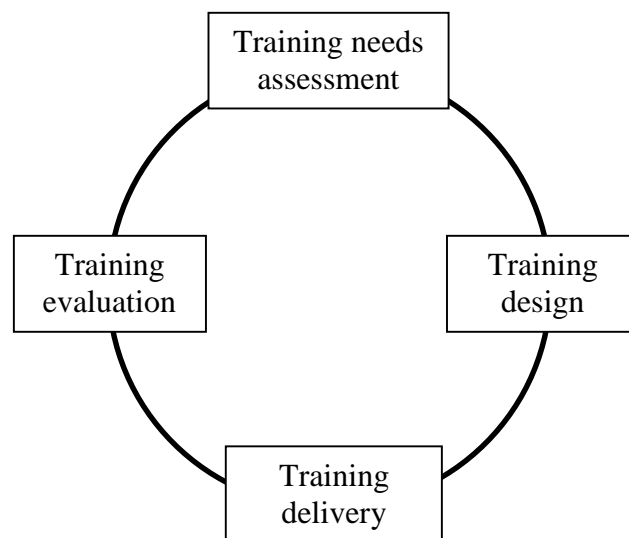 Training needs
assessment
Training
evaluation
Training
design
Training
delivery